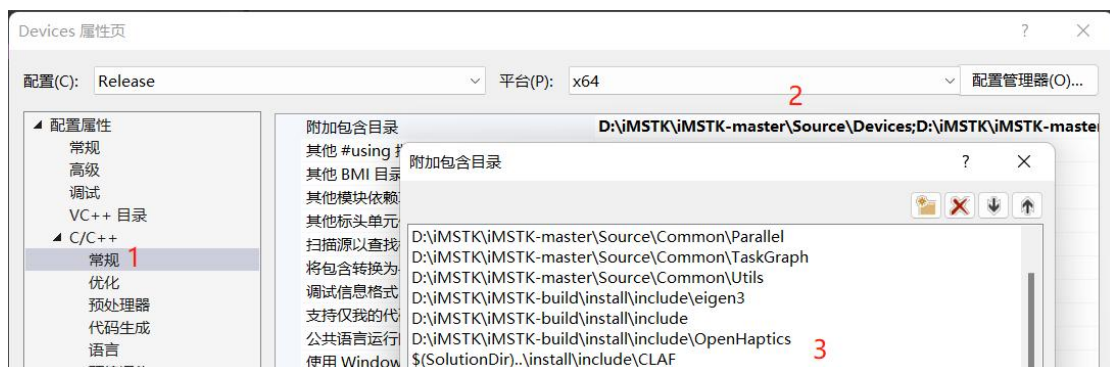 Devices 属性页
? ×
配置(C): Release 平台(P): x64 配置管理器(O)...
2
配置属性
常规
高级
调试
VC++ 目录
C/C++
常规 1
优化
预处理器
代码生成
语言
附加包含目录 D:\iMSTK\iMSTK-master\Source\Devices;D:\iMSTK\iMSTK-master
其他 #using
其他 BMI 目录
其他模块依赖
其他标头单元
扫描源以查找
将包含转换为
调试信息格式
支持仅我的代
公共语言运行
使用 Window
附加包含目录 ? ×
D:\iMSTK\iMSTK-master\Source\Common\Parallel
D:\iMSTK\iMSTK-master\Source\Common\TaskGraph
D:\iMSTK\iMSTK-master\Source\Common\Utils
D:\iMSTK\iMSTK-build\install\include\eigen3
D:\iMSTK\iMSTK-build\install\include
D:\iMSTK\iMSTK-build\install\include\OpenHaptics
$(SolutionDir)..\install\include\CLAF
3